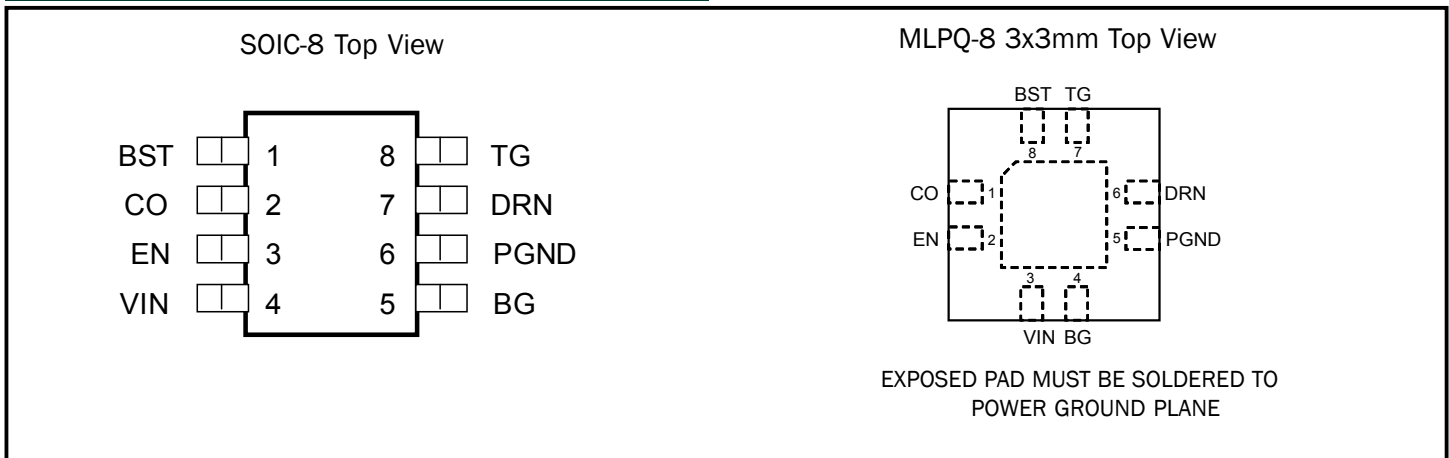 SOIC-8 Top View
BST 1 8 TG
CO 2 7 DRN
EN 3 6 PGND
VIN 4 5 BG
MLPQ-8 3x3mm Top View
BST TG
8 7
CO 1 6 DRN
EN 2 5 PGND
3 4
VIN BG
EXPOSED PAD MUST BE SOLDERED TO
POWER GROUND PLANE